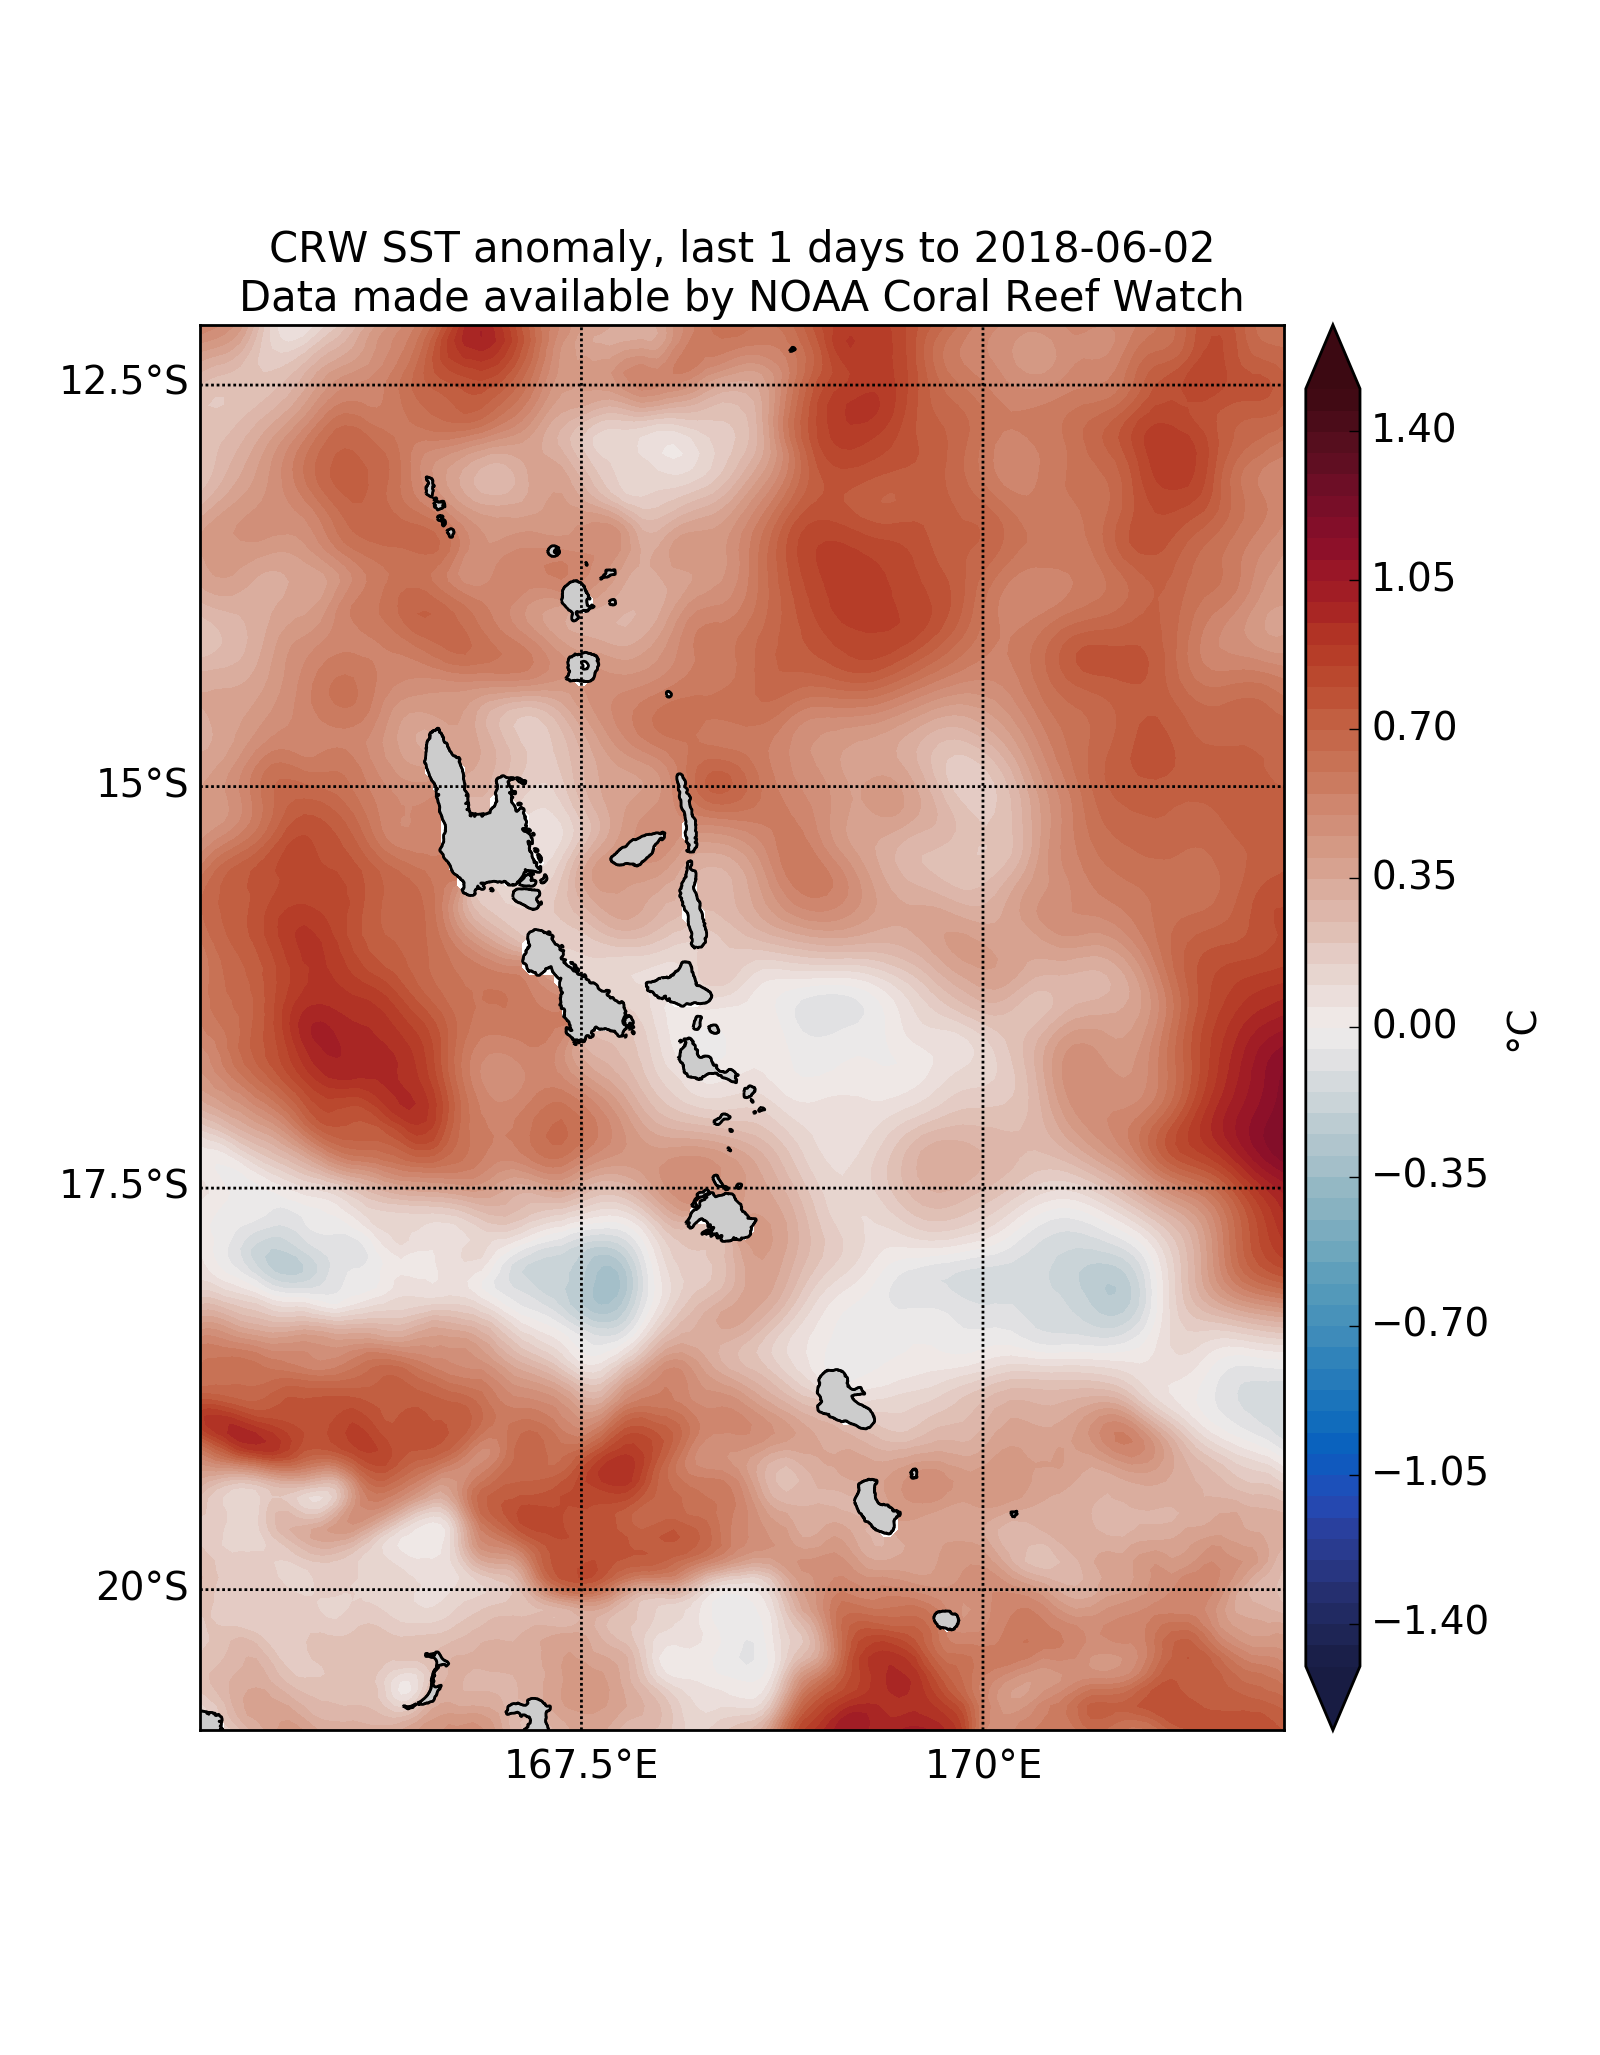 CRW SST anomaly, last 1 days to 2018-06-02
Data made available by NOAA Coral Reef Watch
12.5°S
15°S
17.5°S
20°S
167.5°E
170°E
1.40
1.05
0.70
0.35
0.00
−0.35
−0.70
−1.05
−1.40
°C